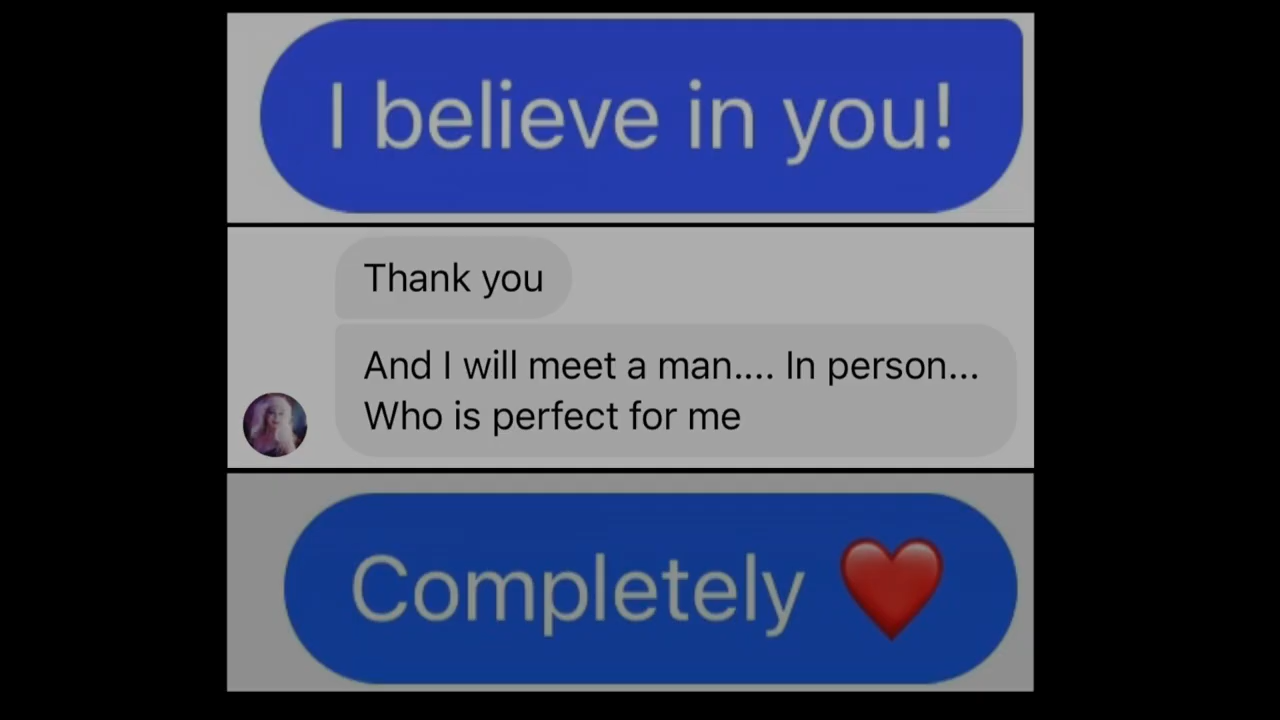 I believe in you!
Thank you
And I will meet a man.... In person...
Who is perfect for me
Completely ❤️